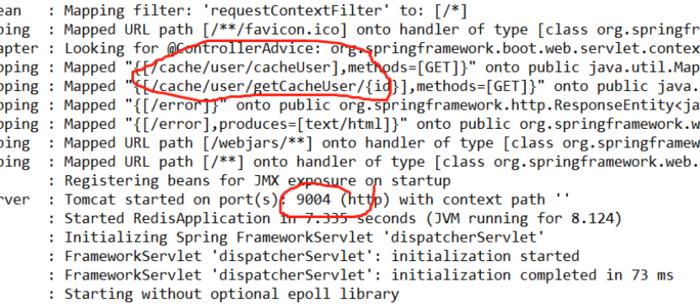 ean : Mapping filter: 'requestContextFilter' to: [/*]
ping : Mapped URL path [/**/favicon.ico] onto handler of type [class org.springfr
apter : Looking for @ControllerAdvice: org.springframework.boot.web.servlet.contex
pping : Mapped "{[/cache/user/cacheUser],methods=[GET]}" onto public java.util.Map
pping : Mapped "{[/cache/user/getCacheUser/{id}],methods=[GET]}" onto public java.
pping : Mapped "{[/error]}" onto public org.springframework.http.ResponseEntity<ja
pping : Mapped "{[/error],produces=[text/html]}" onto public org.springframework.w
ping : Mapped URL path [/webjars/**] onto handler of type [class org.springframew
ping : Mapped URL path [/**] onto handler of type [class org.springframework.web.
: Registering beans for JMX exposure on startup
rver : Tomcat started on port(s): 9004 (http) with context path ''
: Started RedisApplication in 7.335 seconds (JVM running for 8.124)
: Initializing Spring FrameworkServlet 'dispatcherServlet'
: FrameworkServlet 'dispatcherServlet': initialization started
: FrameworkServlet 'dispatcherServlet': initialization completed in 73 ms
: Starting without optional epoll library